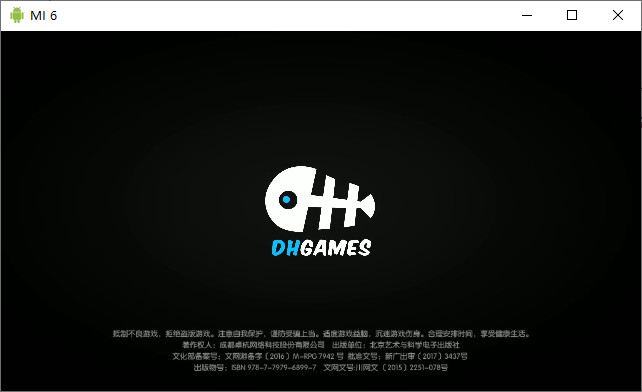 MI 6
DHGAMES
抵制不良游戏，拒绝盗版游戏。注意自我保护，谨防受骗上当。适度游戏益脑，沉迷游戏伤身。合理安排时间，享受健康生活。
著作权人：成都卓杭网络科技股份有限公司 出版单位：北京艺术与科学电子出版社
文化部备案号：文网游备字〔2016〕M-RPG 7942 号 批准文号：新广出审〔2017〕3437号
出版物号：ISBN 978-7-7979-6899-7 文网文号:川网文 〔2015〕2251-078号